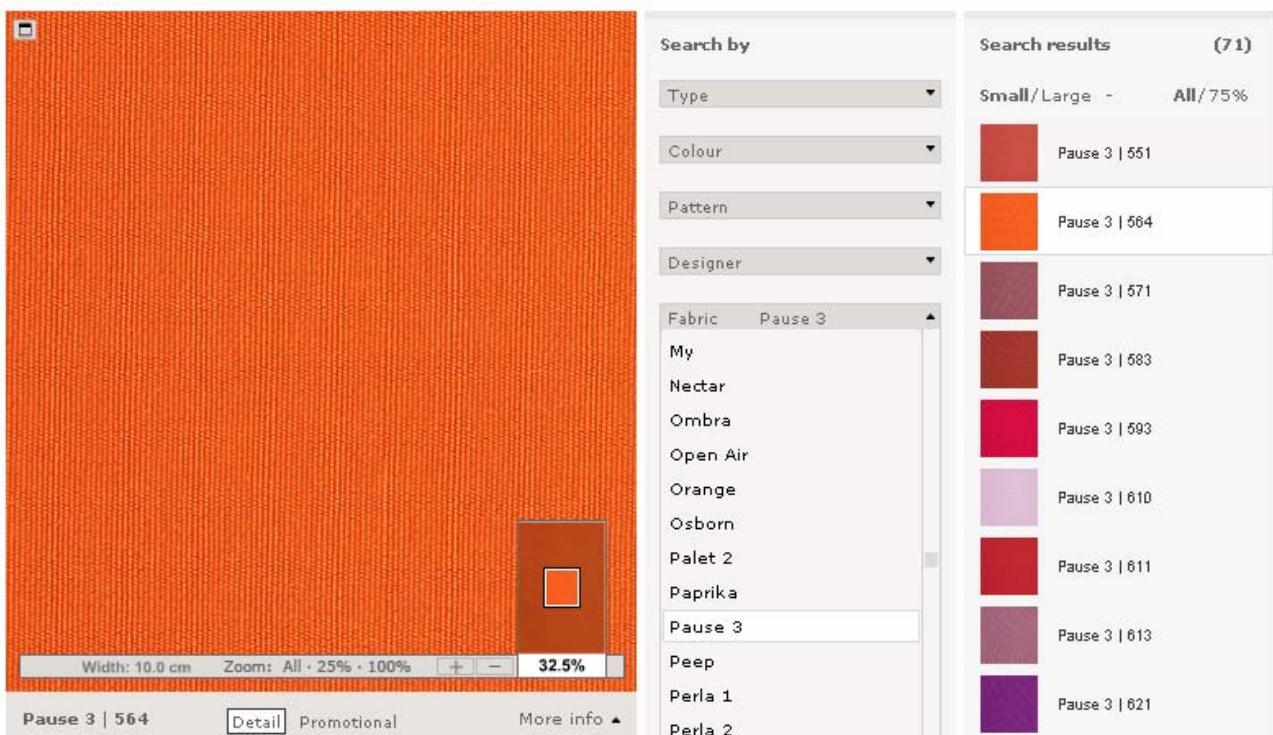 Width: 10.0 cm Zoom: All · 25% · 100% + − 32.5%
Pause 3 | 564 Detail Promotional More info
Search by
Type
Colour
Pattern
Designer
Fabric Pause 3
My
Nectar
Ombra
Open Air
Orange
Osborn
Palet 2
Paprika
Pause 3
Peep
Perla 1
Perla 2
Search results (71)
Small/Large - All/75%
Pause 3 | 551
Pause 3 | 564
Pause 3 | 571
Pause 3 | 583
Pause 3 | 593
Pause 3 | 610
Pause 3 | 611
Pause 3 | 613
Pause 3 | 621